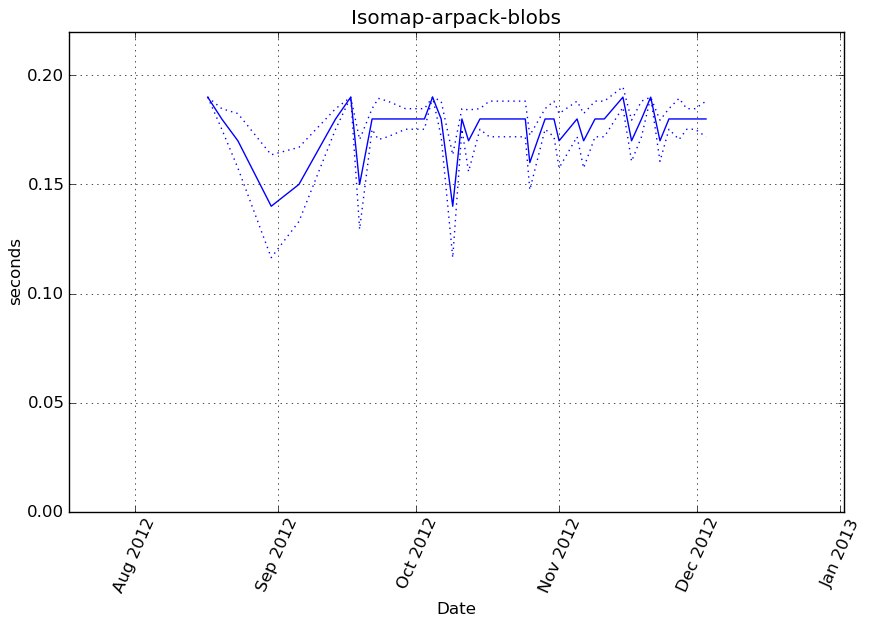 Isomap-arpack-blobs
0.20
0.15
0.10
0.05
0.00
seconds
Aug 2012
Sep 2012
Oct 2012
Nov 2012
Dec 2012
Jan 2013
Date